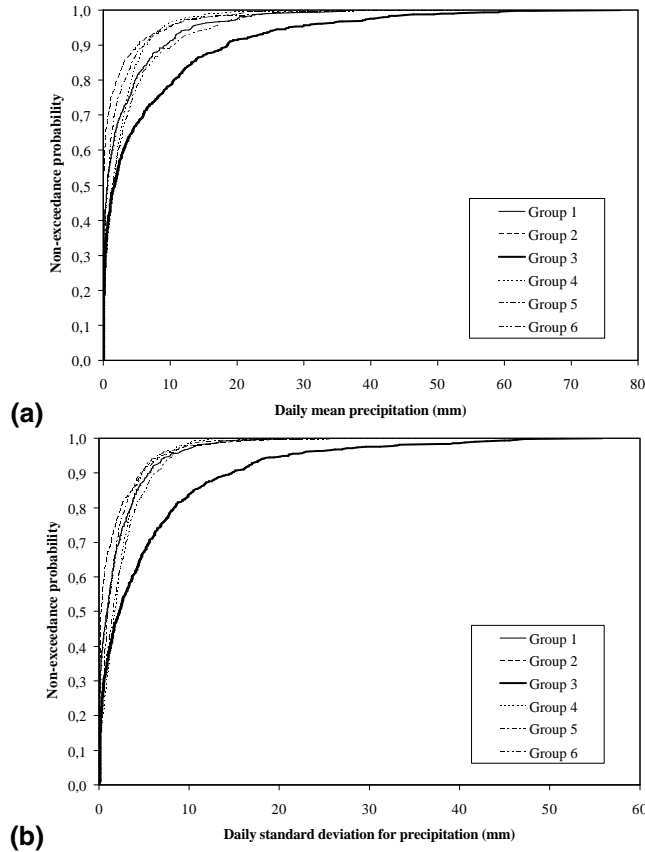 1,0
0,9
0,8
0,7
0,6
0,5
0,4
0,3
0,2
0,1
0,0
Non-exceedance probability
Group 1
Group 2
Group 3
Group 4
Group 5
Group 6
0 10 20 30 40 50 60 70 80
Daily mean precipitation (mm)
(a)
1,0
0,9
0,8
0,7
0,6
0,5
0,4
0,3
0,2
0,1
0,0
Non-exceedance probability
Group 1
Group 2
Group 3
Group 4
Group 5
Group 6
0 10 20 30 40 50 60
Daily standard deviation for precipitation (mm)
(b)